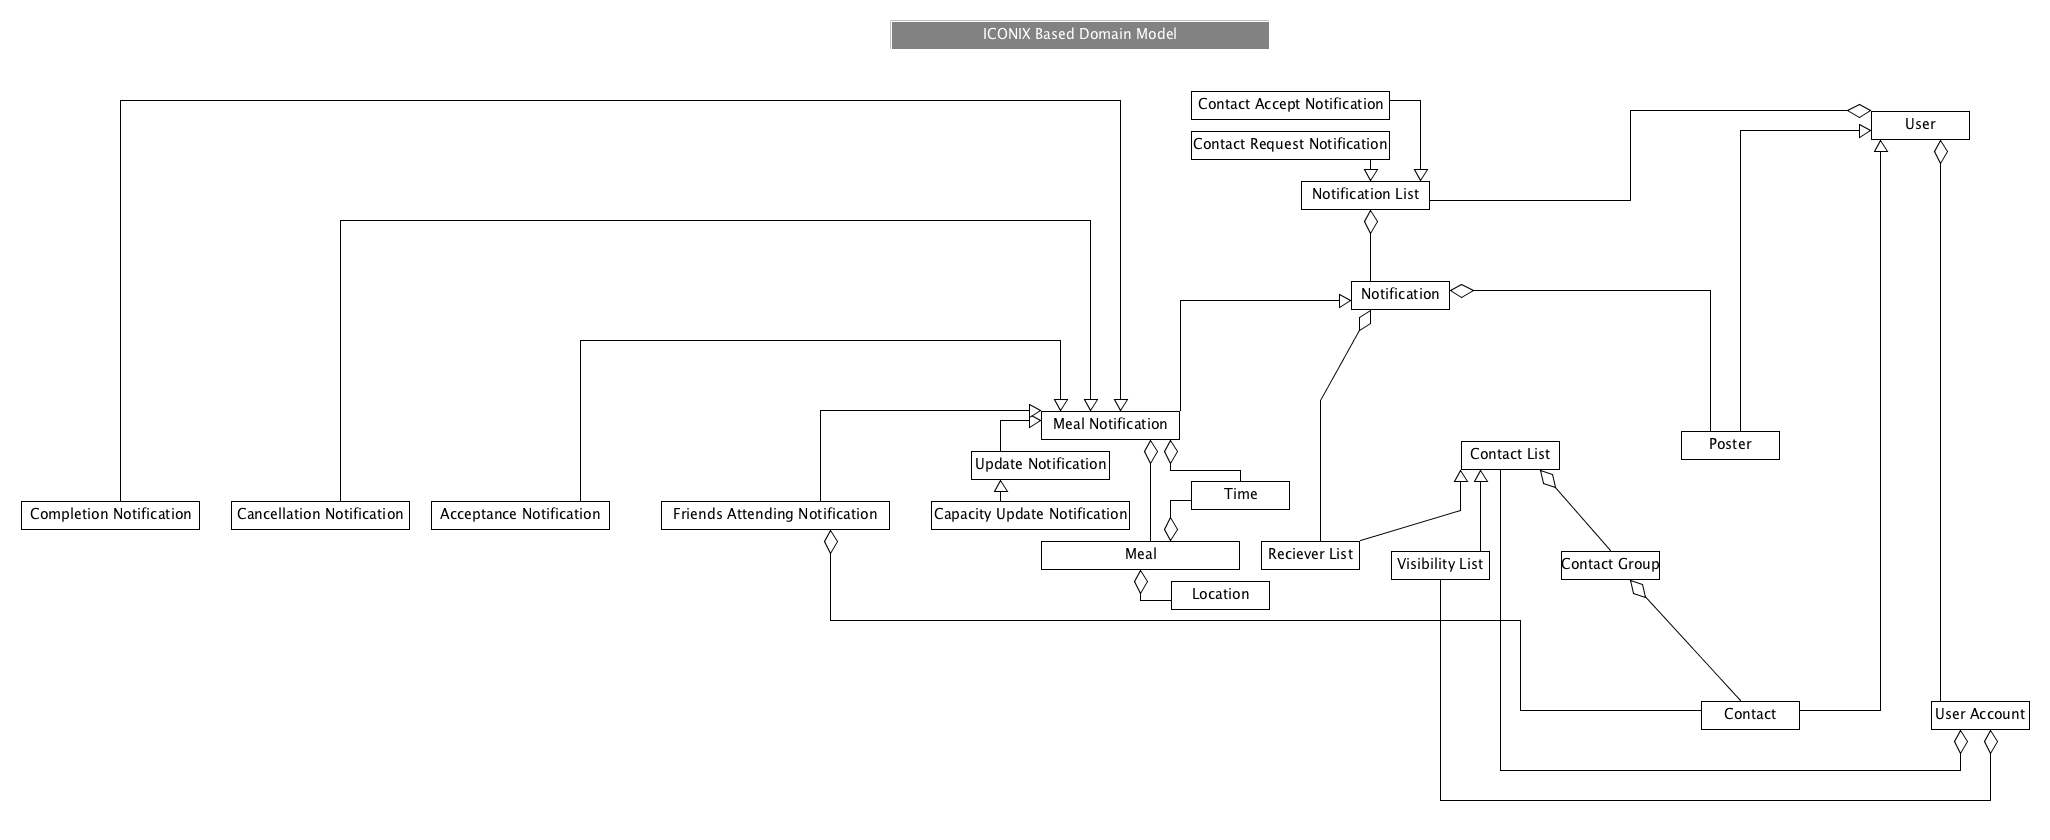 ICONIX Based Domain Model
Contact Accept Notification
User
Contact Request Notification
Notification List
Notification
Meal Notification
Poster
Contact List
Update Notification
Time
Completion Notification
Cancellation Notification
Acceptance Notification
Friends Attending Notification
Capacity Update Notification
Meal
Reciever List
Visibility List
Contact Group
Location
Contact
User Account